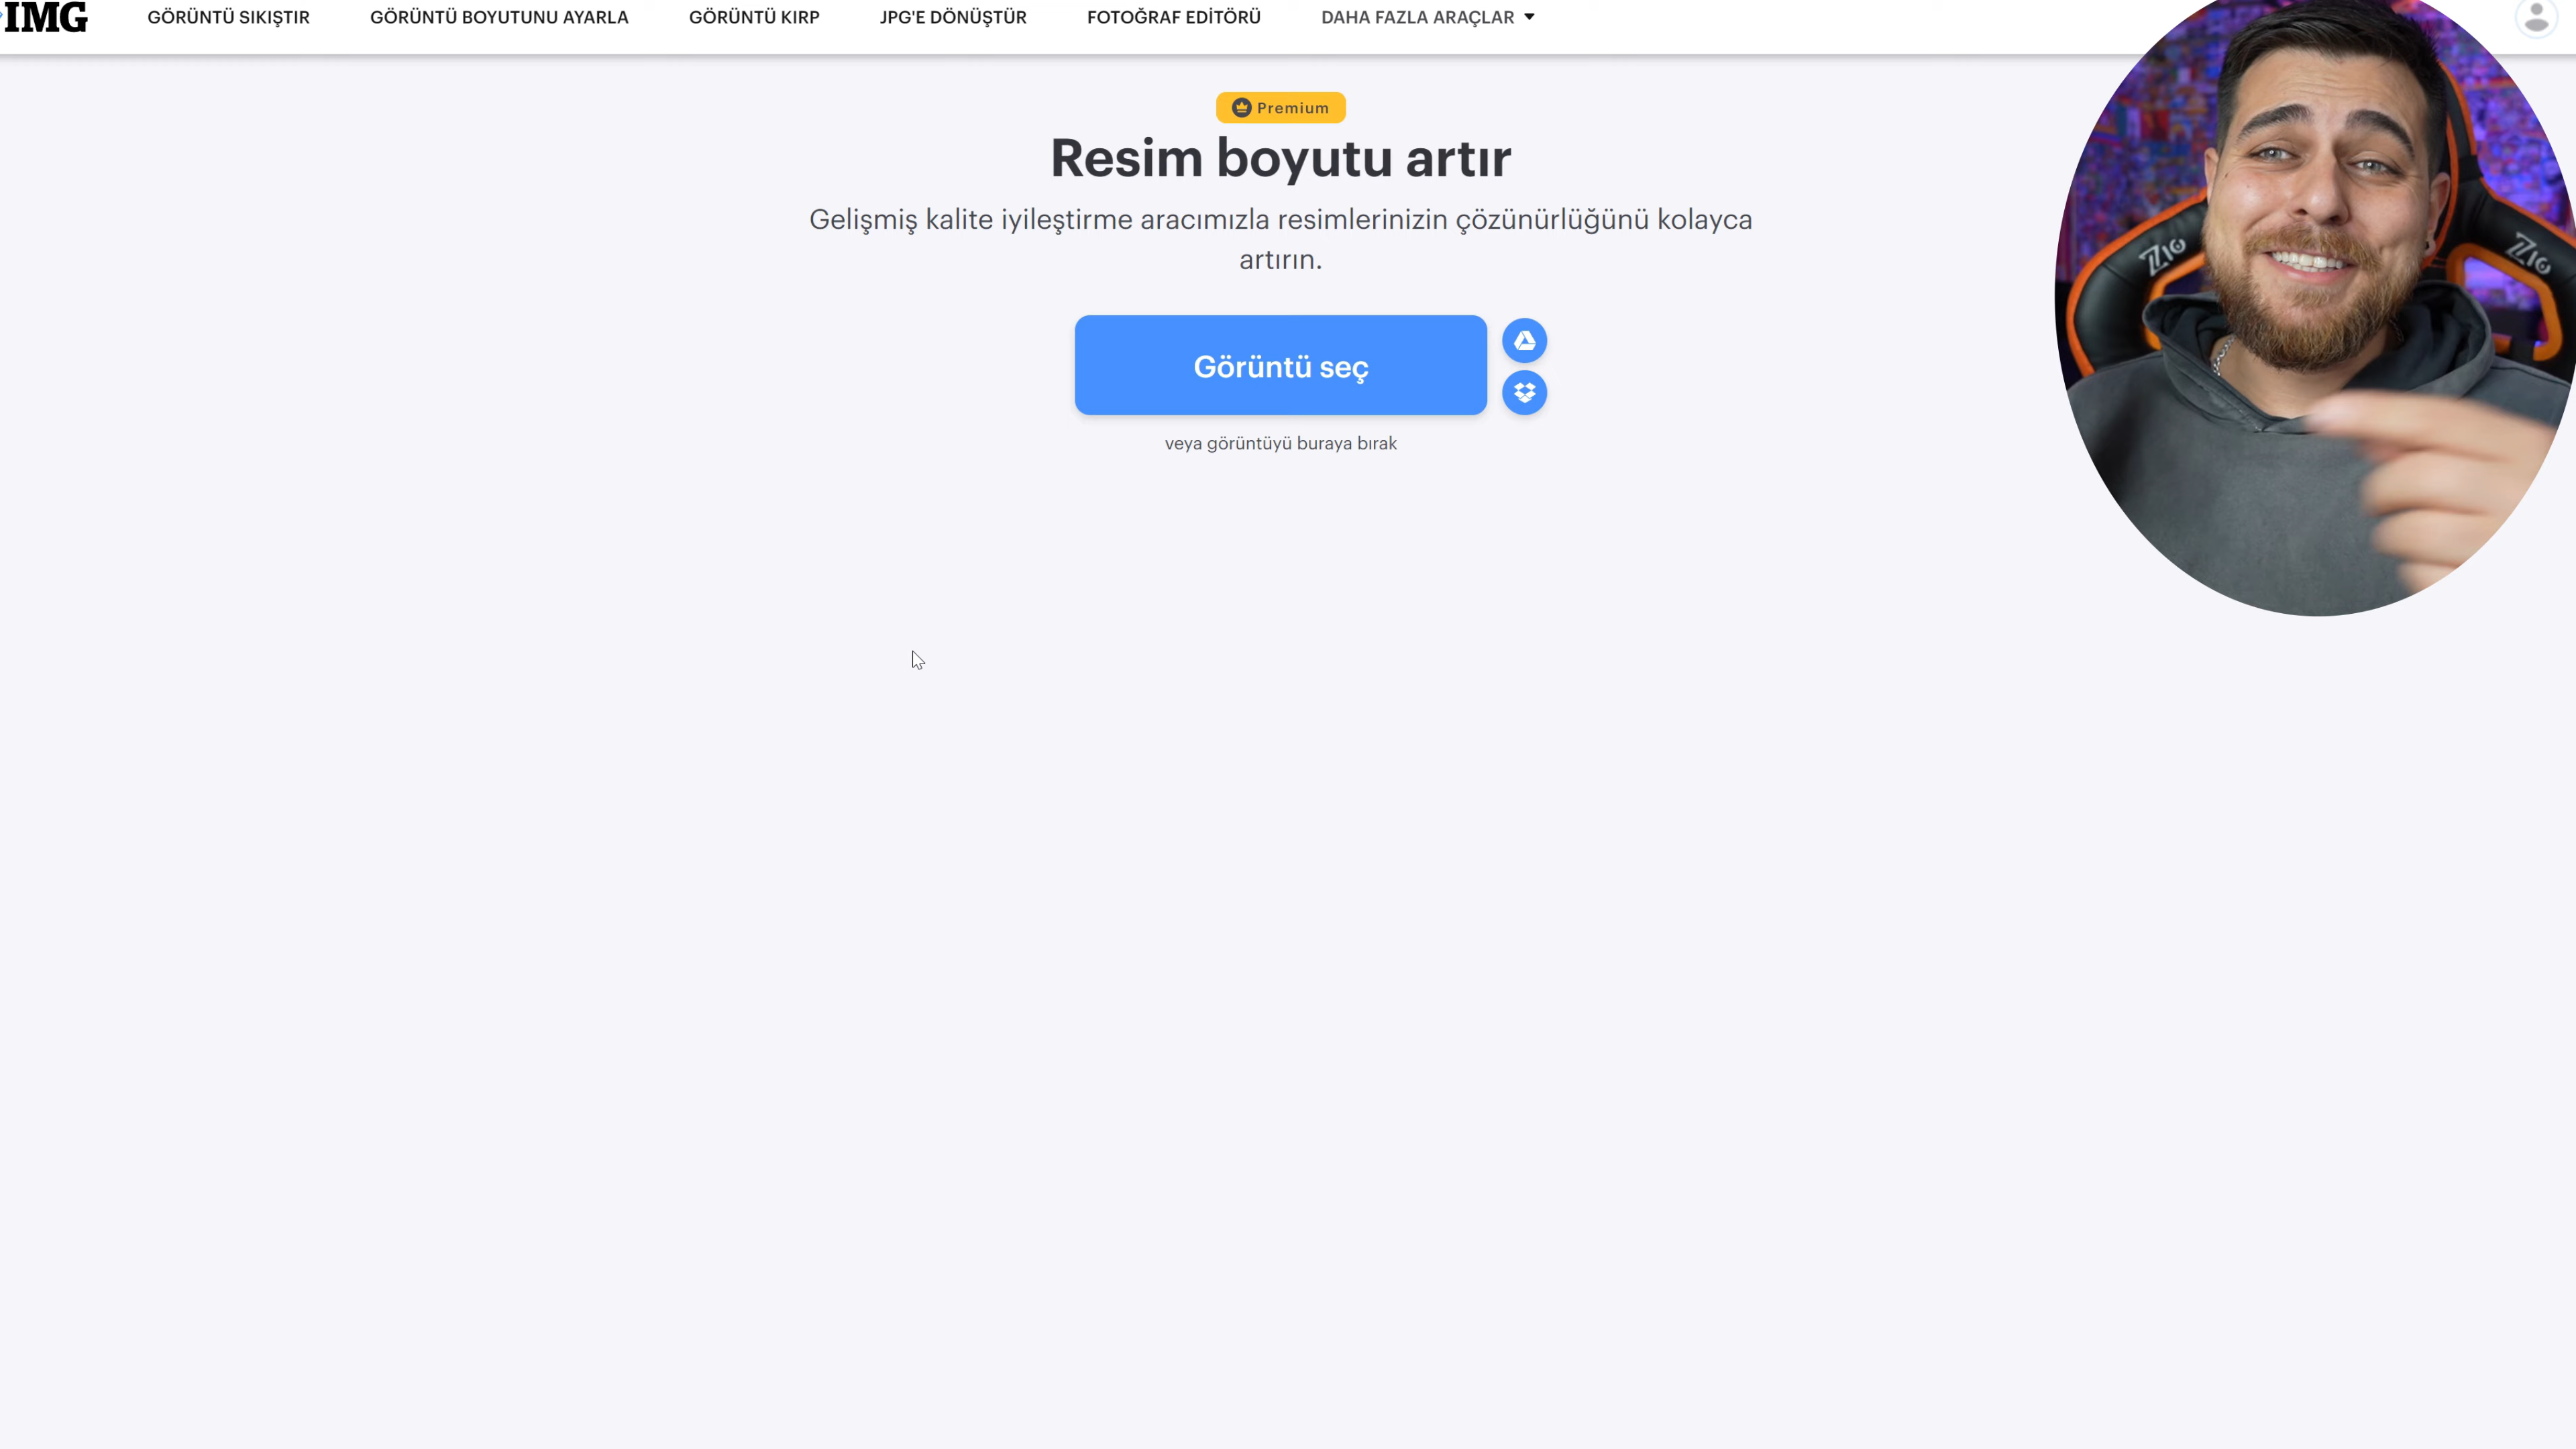 IMG
GÖRÜNTÜ SIKIŞTIR
GÖRÜNTÜ BOYUTUNU AYARLA
GÖRÜNTÜ KIRP
JPG'E DÖNÜŞTÜR
FOTOĞRAF EDİTÖRÜ
DAHA FAZLA ARAÇLAR
Premium
Resim boyutu artır
Gelişmiş kalite iyileştirme aracımızla resimlerinizin çözünürlüğünü kolayca
artırın.
Görüntü seç
veya görüntüyü buraya bırak